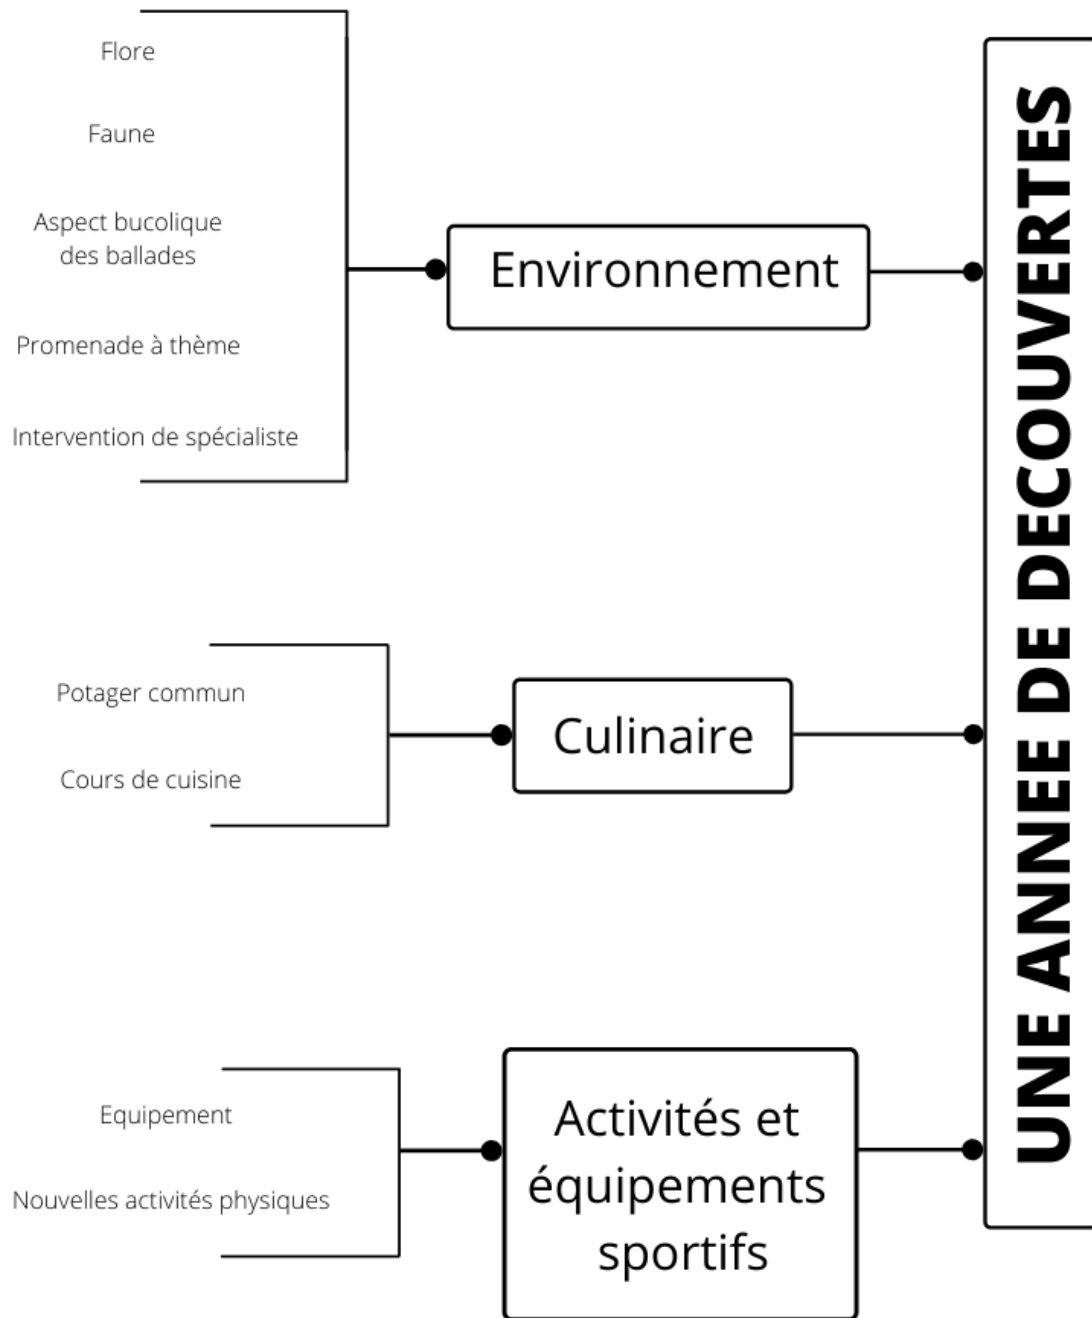 Flore
Faune
Aspect bucolique
des ballades
Promenade à thème
Intervention de spécialiste
Environnement
Potager commun
Cours de cuisine
Culinaire
Equipement
Nouvelles activités physiques
Activités et
équipements
sportifs
UNE ANNEE DE DECOUVERTES